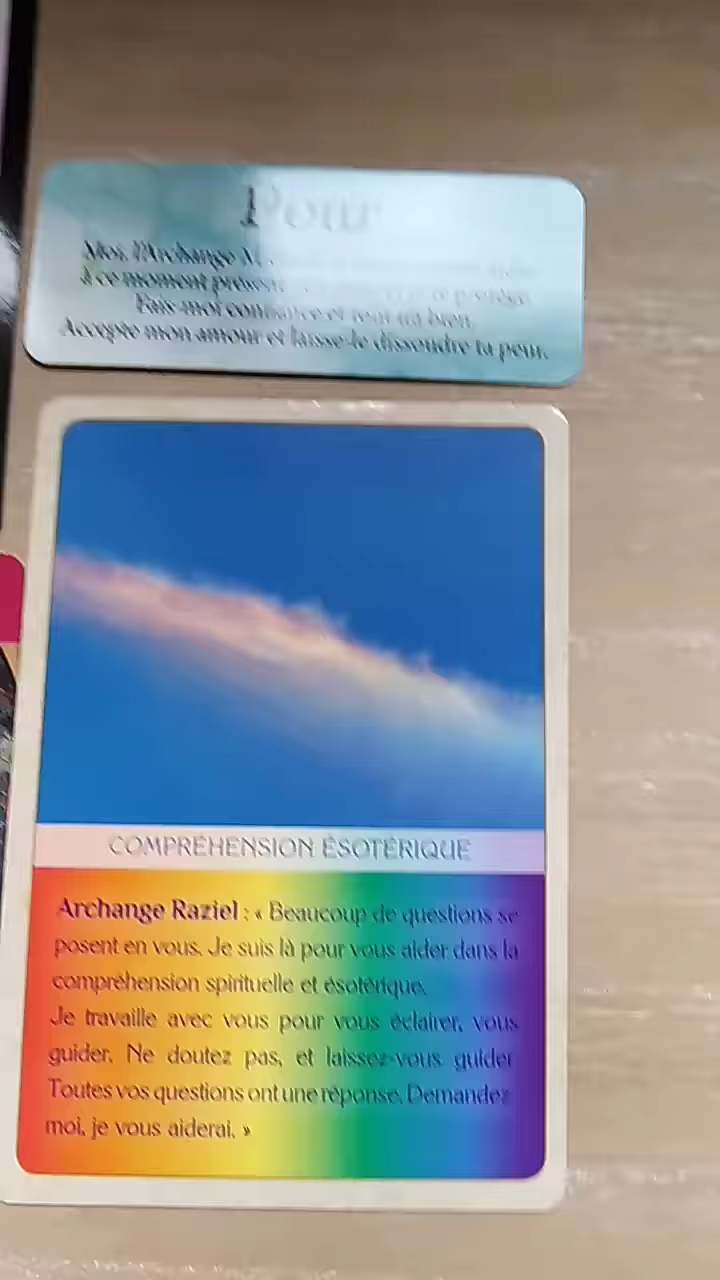 Moi, l'Archange
à ce moment présent
Fais-moi confiance et tout ira bien.
Accepte mon amour et laisse-le dissoudre ta peur.
COMPRÉHENSION ÉSOTÉRIQUE
Archange Raziel : « Beaucoup de questions se
posent en vous. Je suis là pour vous aider dans la
compréhension spirituelle et ésotérique.
Je travaille avec vous pour vous éclairer, vous
guider. Ne doutez pas, et laissez-vous guider
Toutes vos questions ont une réponse. Demandez
moi, je vous aiderai. »